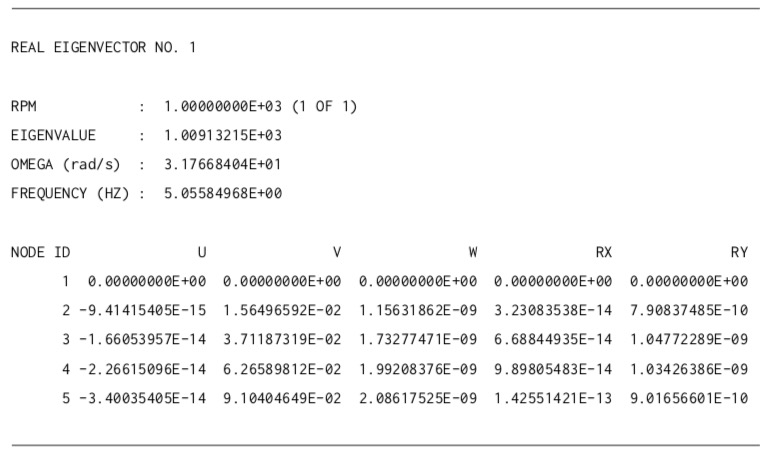 REAL EIGENVECTOR NO. 1
RPM : 1.00000000E+03 (1 OF 1)
EIGENVALUE : 1.00913215E+03
OMEGA (rad/s) : 3.17668404E+01
FREQUENCY (HZ) : 5.05584968E+00
NODE ID U V W RX RY
1 0.00000000E+00 0.00000000E+00 0.00000000E+00 0.00000000E+00 0.00000000E+00
2 -9.41415405E-15 1.56496592E-02 1.15631862E-09 3.23083538E-14 7.90837485E-10
3 -1.66053957E-14 3.71187319E-02 1.73277471E-09 6.68844935E-14 1.04772289E-09
4 -2.26615096E-14 6.26589812E-02 1.99208376E-09 9.89805483E-14 1.03426386E-09
5 -3.40035405E-14 9.10404649E-02 2.08617525E-09 1.42551421E-13 9.01656601E-10